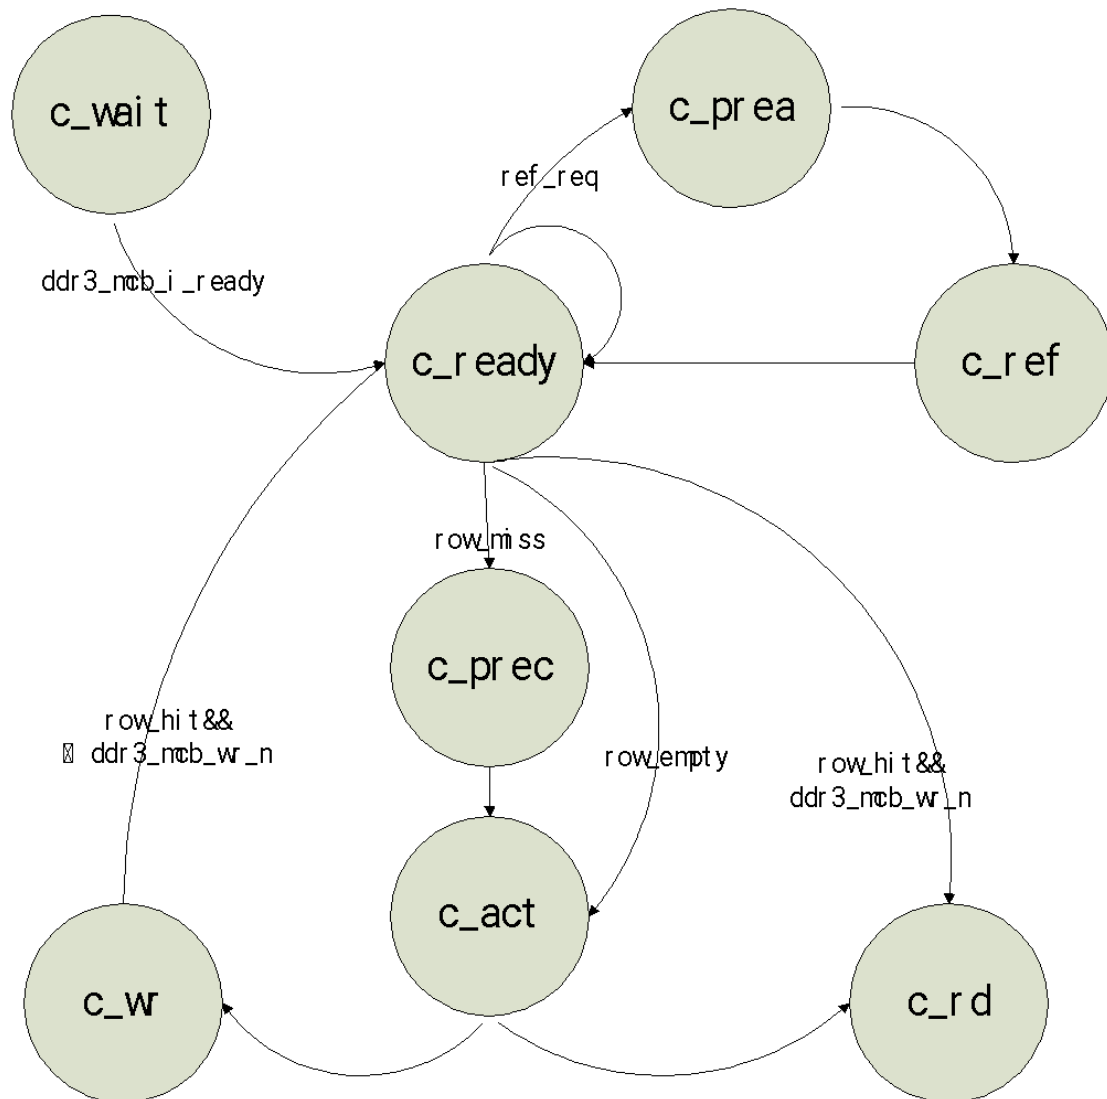 c_wait
c_prea
ref_req
ddr3_mcb_i_ready
c_ready
c_ref
row_miss
c_prec
row_hit&&
ddr3_mcb_wr_n
row_empty
row_hit&&
ddr3_mcb_wr_n
c_act
c_wr
c_rd